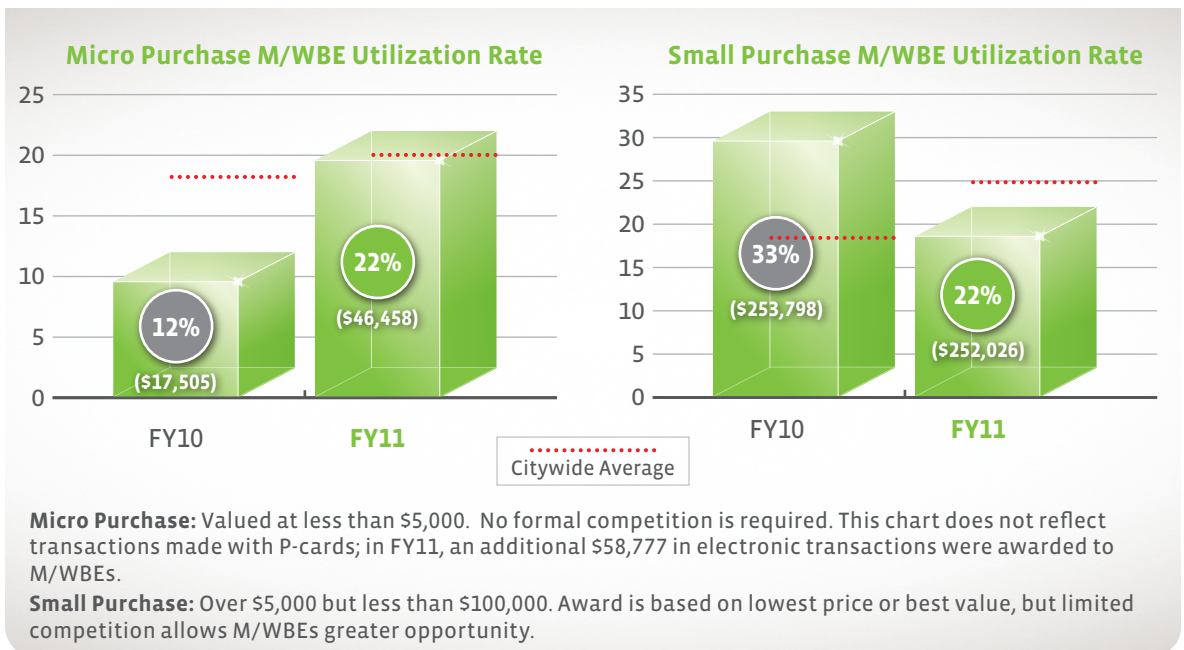 Micro Purchase M/WBE Utilization Rate
25
20
15
10
5
0
12%
($17,505)
22%
($46,458)
FY10
FY11
Small Purchase M/WBE Utilization Rate
35
30
25
20
15
10
5
0
33%
($253,798)
22%
($252,026)
FY10
FY11
Citywide Average
Micro Purchase: Valued at less than $5,000.  No formal competition is required. This chart does not reflect
transactions made with P-cards; in FY11, an additional $58,777 in electronic transactions were awarded to
M/WBEs.
Small Purchase: Over $5,000 but less than $100,000. Award is based on lowest price or best value, but limited
competition allows M/WBEs greater opportunity.